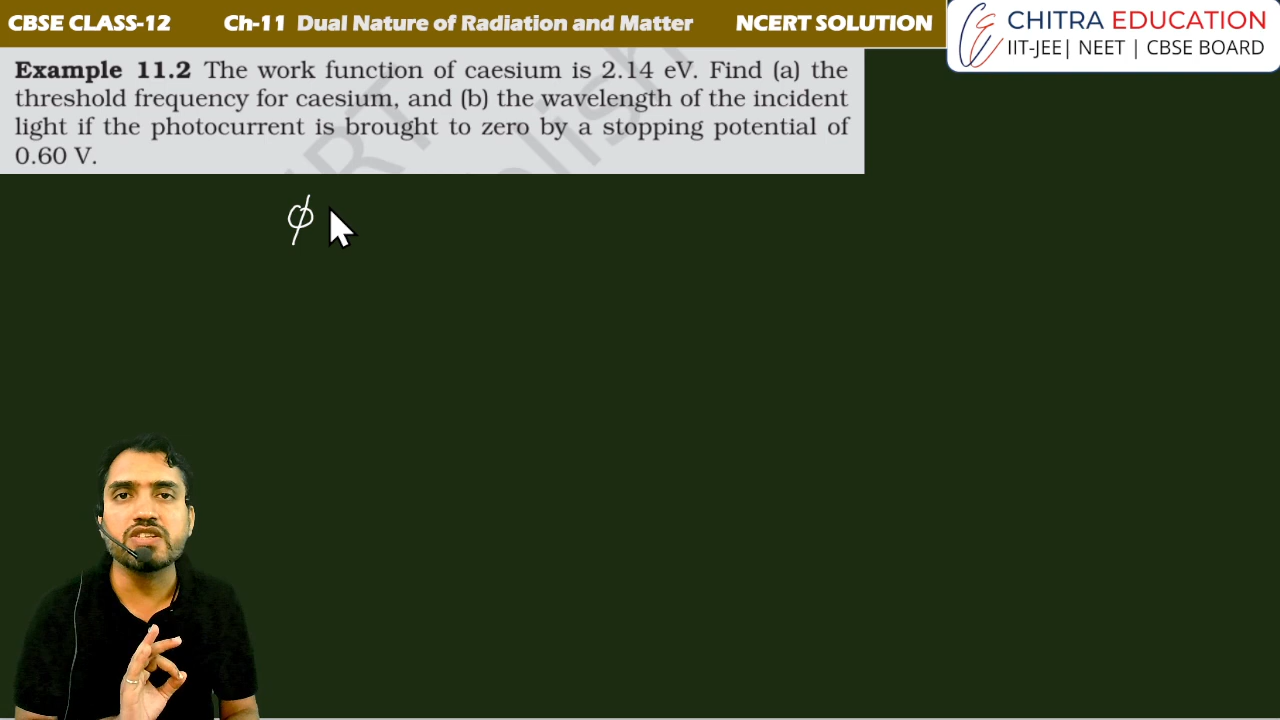 CBSE CLASS-12 Ch-11 Dual Nature of Radiation and Matter NCERT SOLUTION
CHITRA EDUCATION
IIT-JEE| NEET | CBSE BOARD
Example 11.2 The work function of caesium is 2.14 eV. Find (a) the
threshold frequency for caesium, and (b) the wavelength of the incident
light if the photocurrent is brought to zero by a stopping potential of
0.60 V.
ϕ